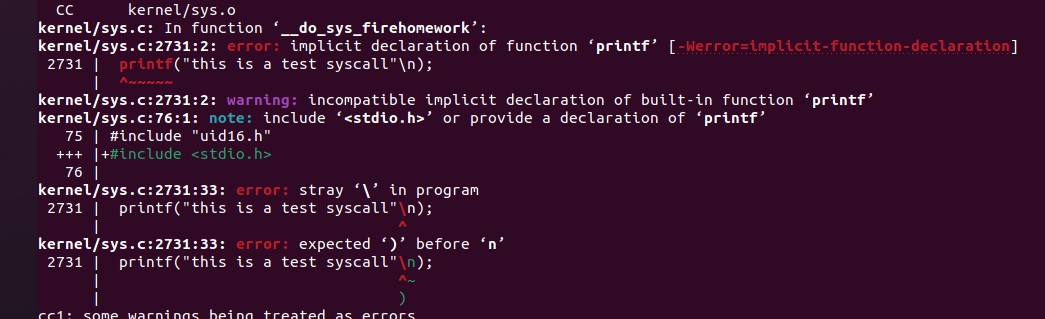 CC      kernel/sys.o
kernel/sys.c: In function ‘__do_sys_firehomework’:
kernel/sys.c:2731:2: error: implicit declaration of function ‘printf’ [-Werror=implicit-function-declaration]
 2731 |  printf("this is a test syscall"\n);
      |  ^~~~~~
kernel/sys.c:2731:2: warning: incompatible implicit declaration of built-in function ‘printf’
kernel/sys.c:76:1: note: include ‘<stdio.h>’ or provide a declaration of ‘printf’
   75 | #include "uid16.h"
  +++ |+#include <stdio.h>
   76 |
kernel/sys.c:2731:33: error: stray ‘\’ in program
 2731 |  printf("this is a test syscall"\n);
      |                                 ^
kernel/sys.c:2731:33: error: expected ‘)’ before ‘n’
 2731 |  printf("this is a test syscall"\n);
      |                                 ^~
      |                                 )
cc1: some warnings being treated as errors